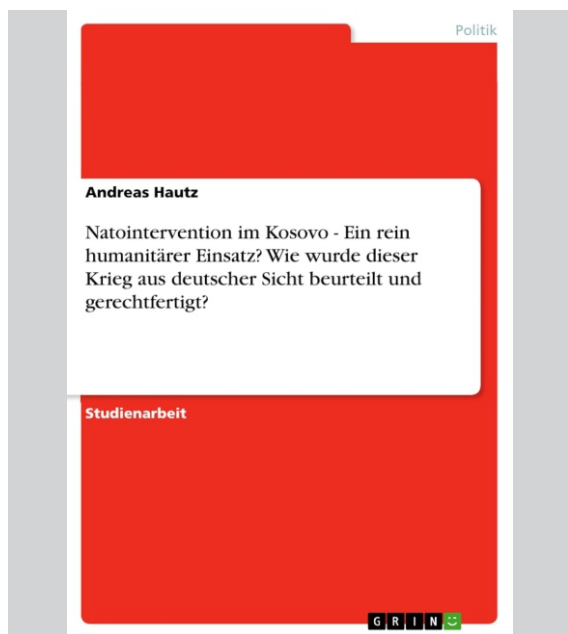 Politik
Andreas Hautz
Natointervention im Kosovo - Ein rein
humanitärer Einsatz? Wie wurde dieser
Krieg aus deutscher Sicht beurteilt und
gerechtfertigt?
Studienarbeit
GRIN